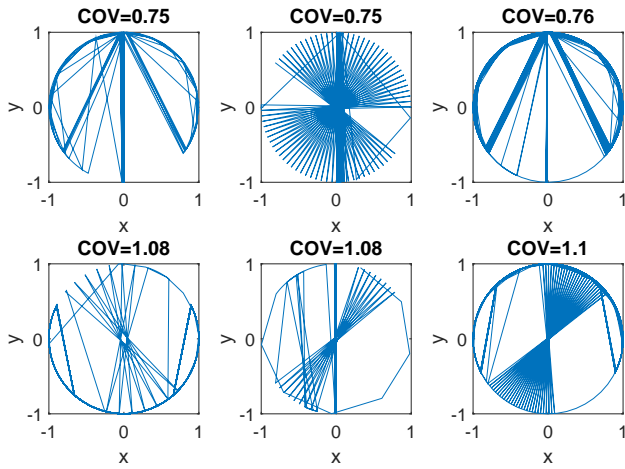 COV=0.75 COV=0.75 COV=0.76
1 1 1
y 0 y 0 y 0
-1 -1 -1
-1 0 1 -1 0 1 -1 0 1
x x x
COV=1.08 COV=1.08 COV=1.1
1 1 1
y 0 y 0 y 0
-1 -1 -1
-1 0 1 -1 0 1 -1 0 1
x x x